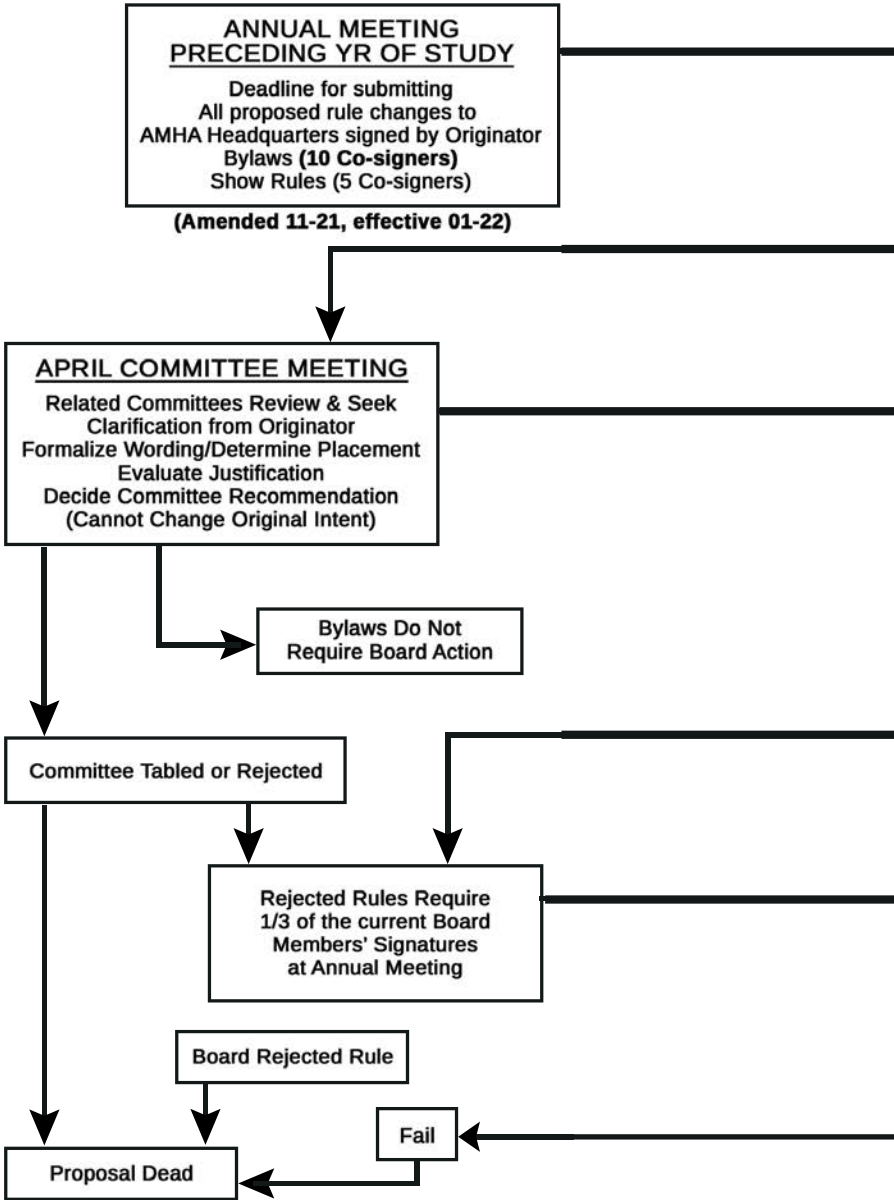 ANNUAL MEETING
PRECEDING YR OF STUDY
Deadline for submitting
All proposed rule changes to
AMHA Headquarters signed by Originator
Bylaws (10 Co-signers)
Show Rules (5 Co-signers)
(Amended 11-21, effective 01-22)
APRIL COMMITTEE MEETING
Related Committees Review & Seek
Clarification from Originator
Formalize Wording/Determine Placement
Evaluate Justification
Decide Committee Recommendation
(Cannot Change Original Intent)
Bylaws Do Not
Require Board Action
Committee Tabled or Rejected
Rejected Rules Require
1/3 of the current Board
Members' Signatures
at Annual Meeting
Board Rejected Rule
Fail
Proposal Dead